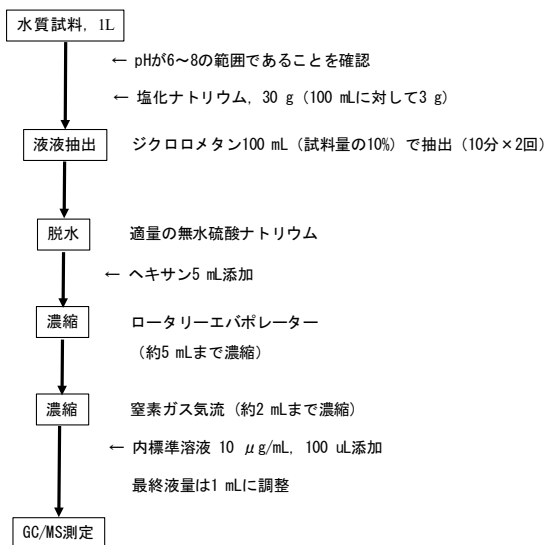 水質試料, 1L
← pHが6～8の範囲であることを確認
← 塩化ナトリウム, 30 g (100 mLに対して3 g)
液液抽出 ジクロロメタン100 mL (試料量の10%) で抽出 (10分×2回)
脱水 適量の無水硫酸ナトリウム
← ヘキサン5 mL添加
濃縮 ロータリーエバポレーター
(約5 mLまで濃縮)
濃縮 窒素ガス気流 (約2 mLまで濃縮)
← 内標準溶液 10 μg/mL, 100 uL添加
最終液量は1 mLに調整
GC/MS測定